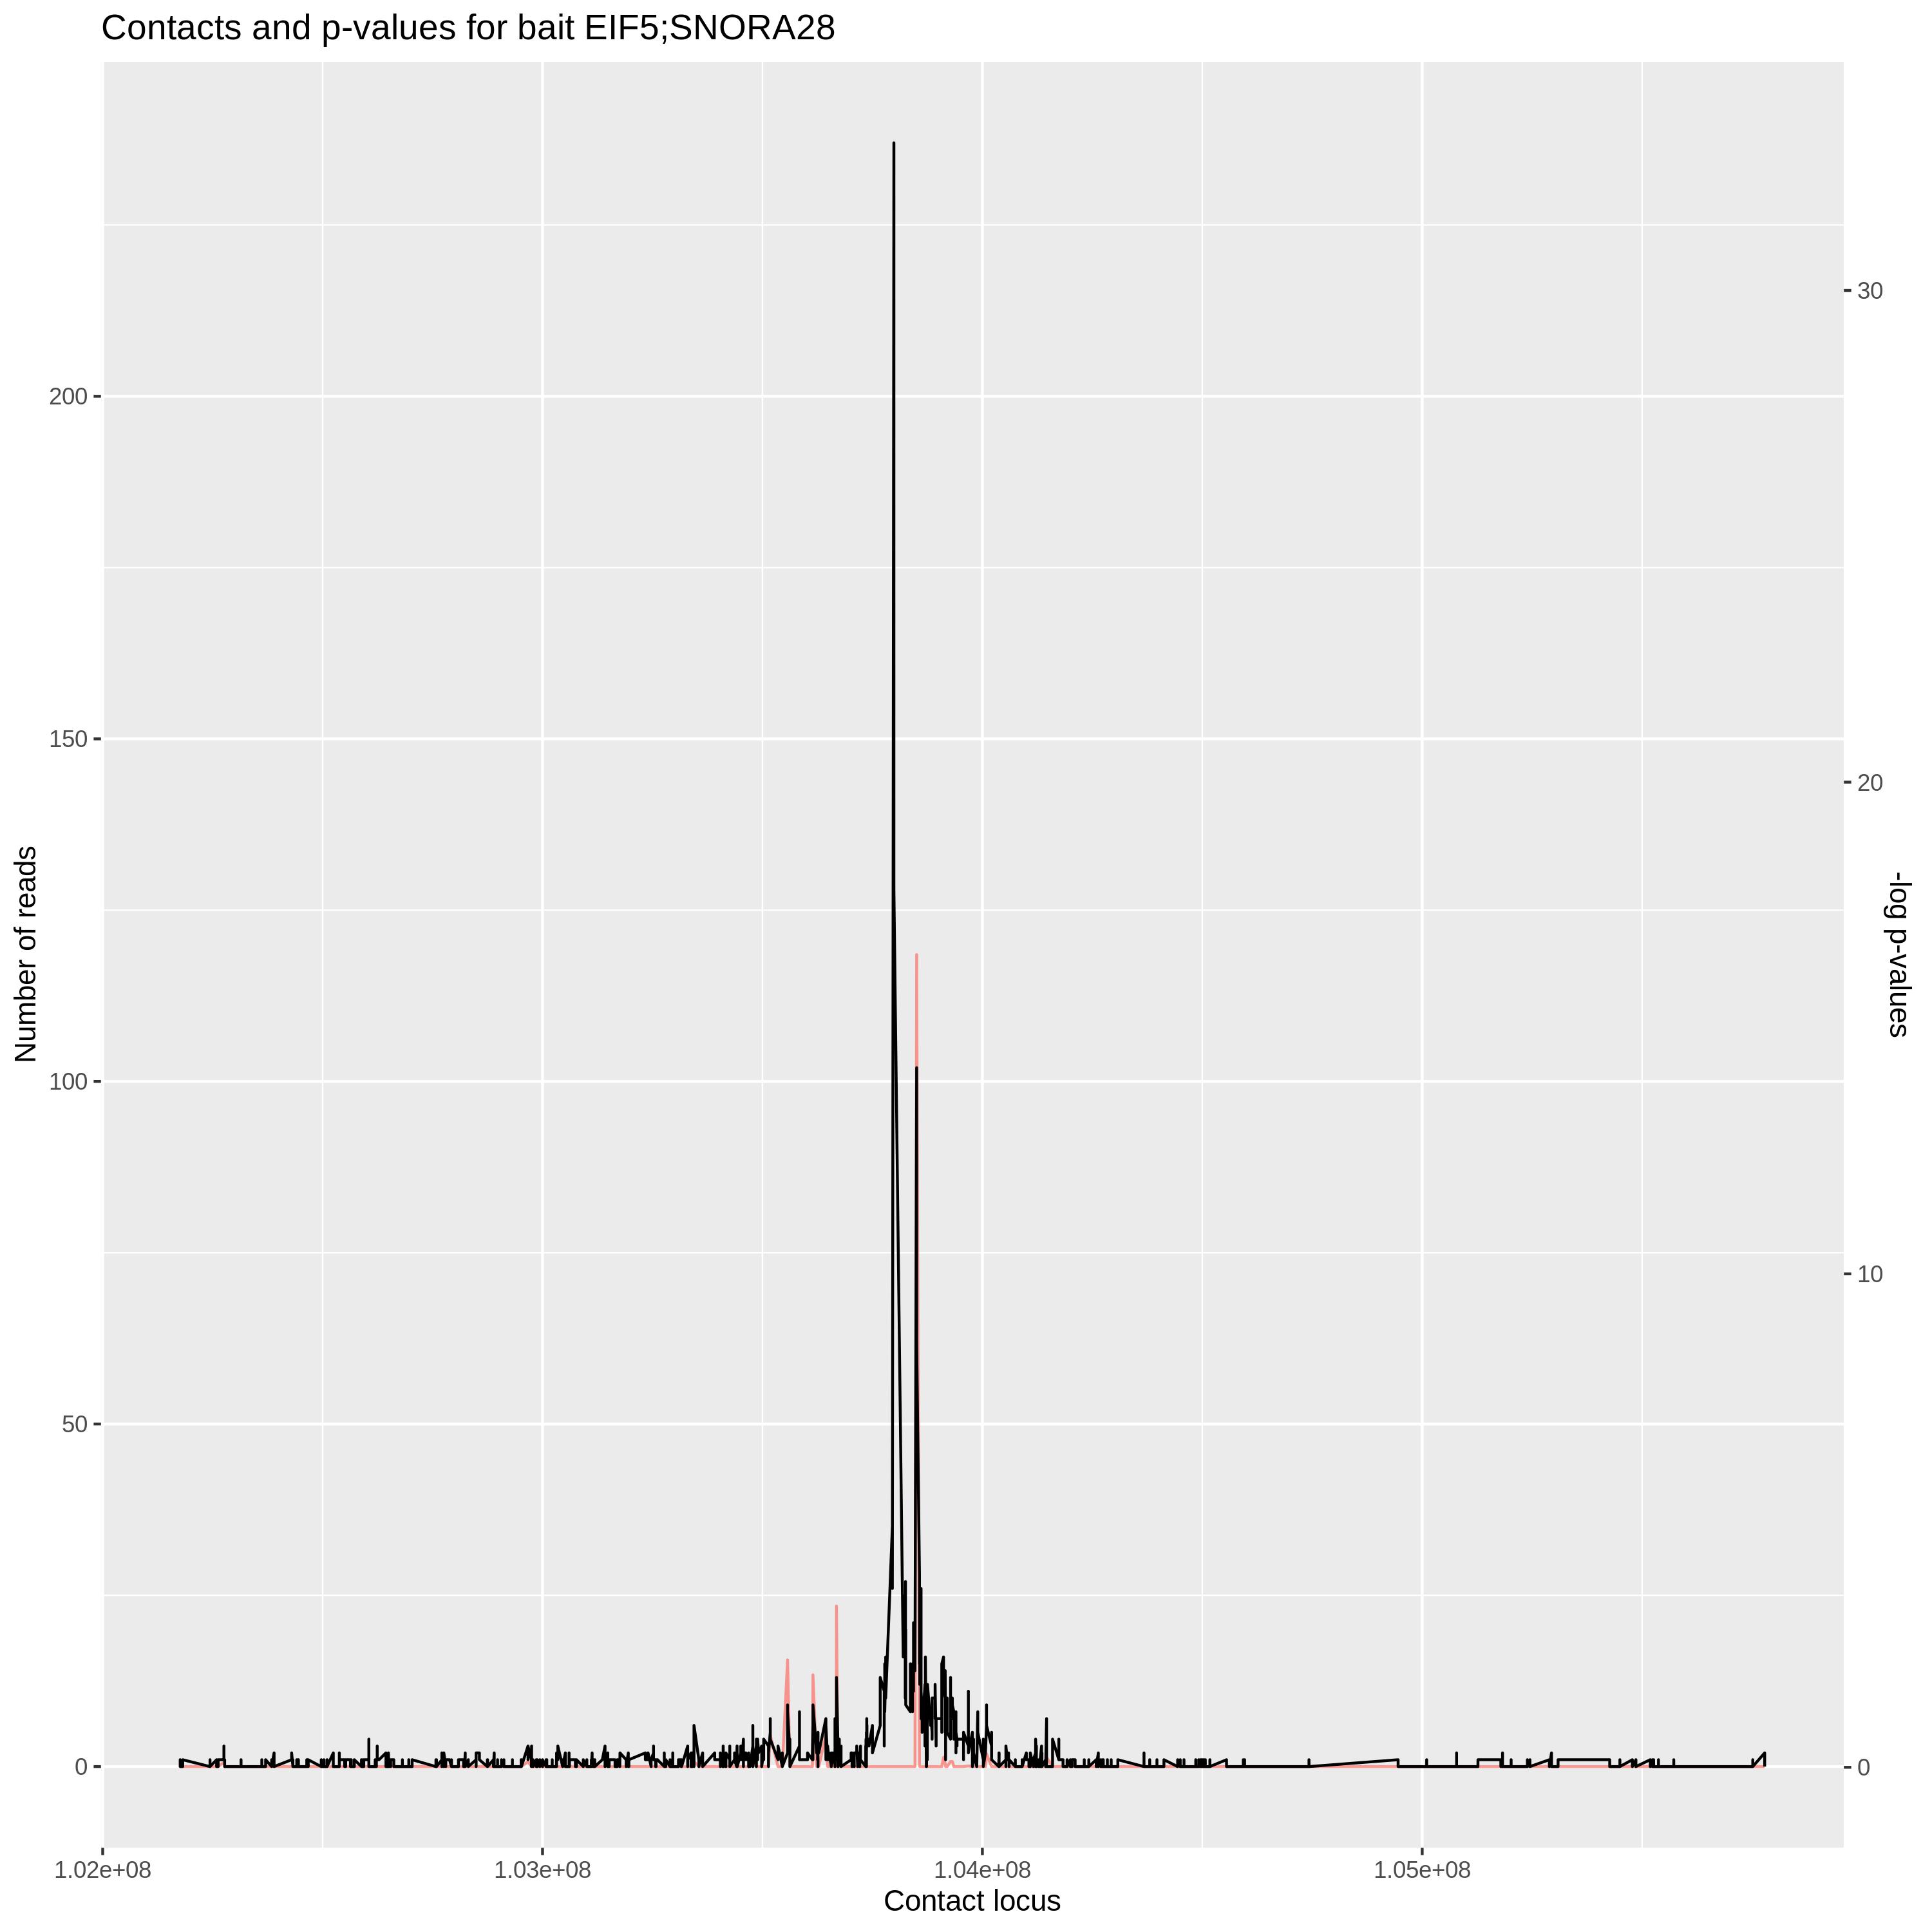 Contacts and p-values for bait EIF5;SNORA28
Number of reads
200
150
100
50
0
30
20
10
0
-log p-values
1.02e+08 1.03e+08 1.04e+08 1.05e+08
Contact locus